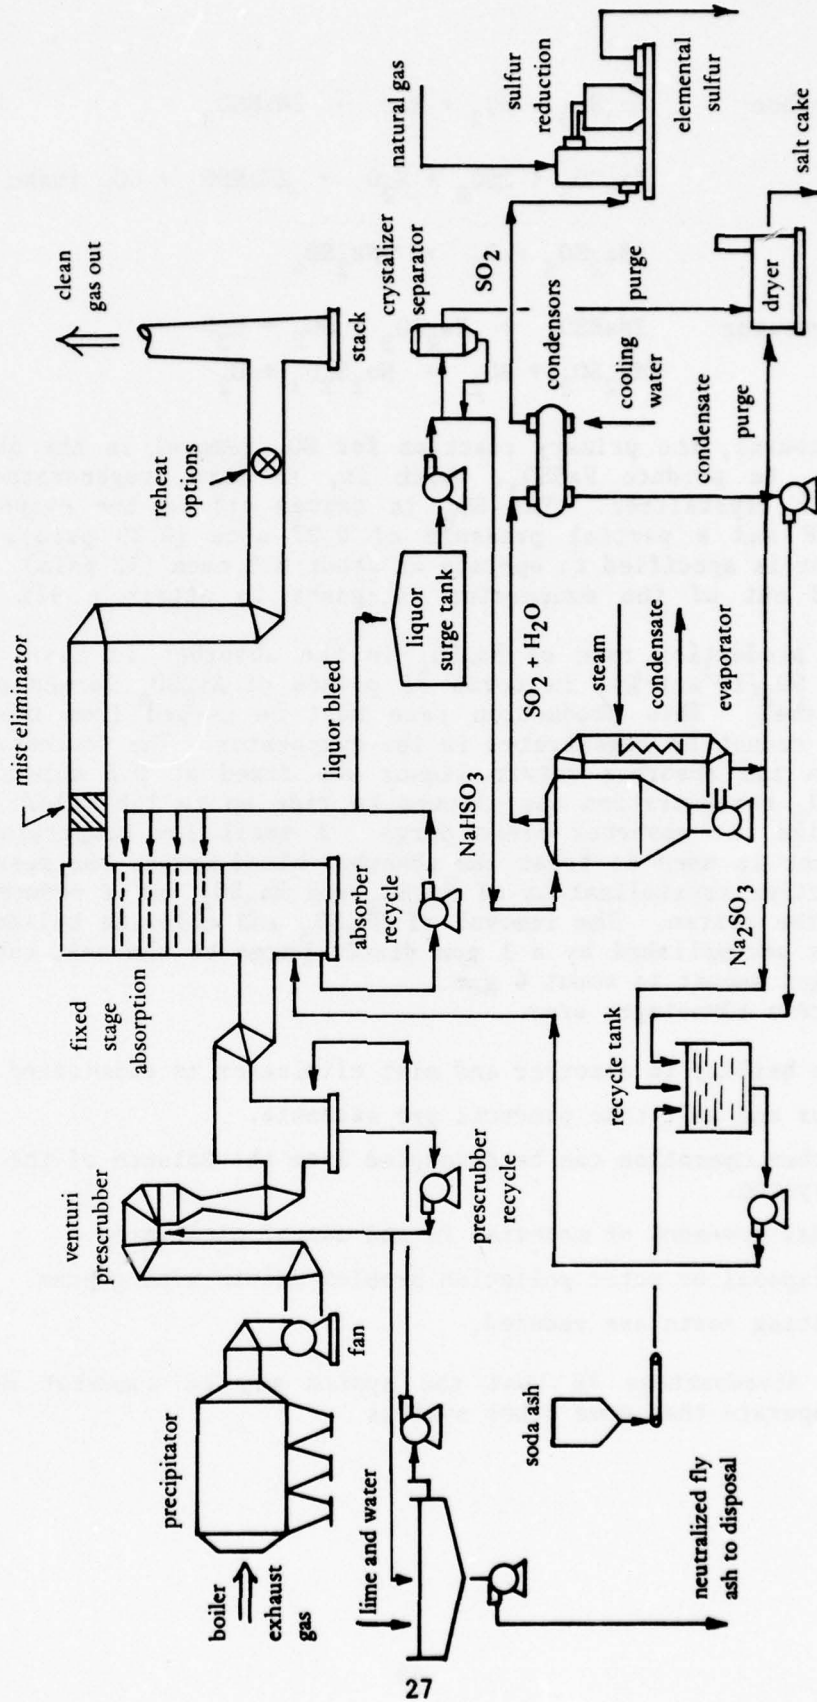 boiler
exhaust
gas
precipitator
fan
venturi
prescrubber
prescrubber
recycle
fixed
stage
absorption
mist eliminator
absorber
recycle
reheat
options
clean
gas out
stack
lime and water
neutralized fly
ash to disposal
soda ash
recycle tank
Na2SO3
NaHSO3
liquor bleed
liquor
surge tank
SO2 + H2O
steam
condensate
evaporator
crystalizer
separator
SO2
condensors
cooling
water
condensate
purge
purge
natural gas
sulfur
reduction
elemental
sulfur
dryer
salt cake
27